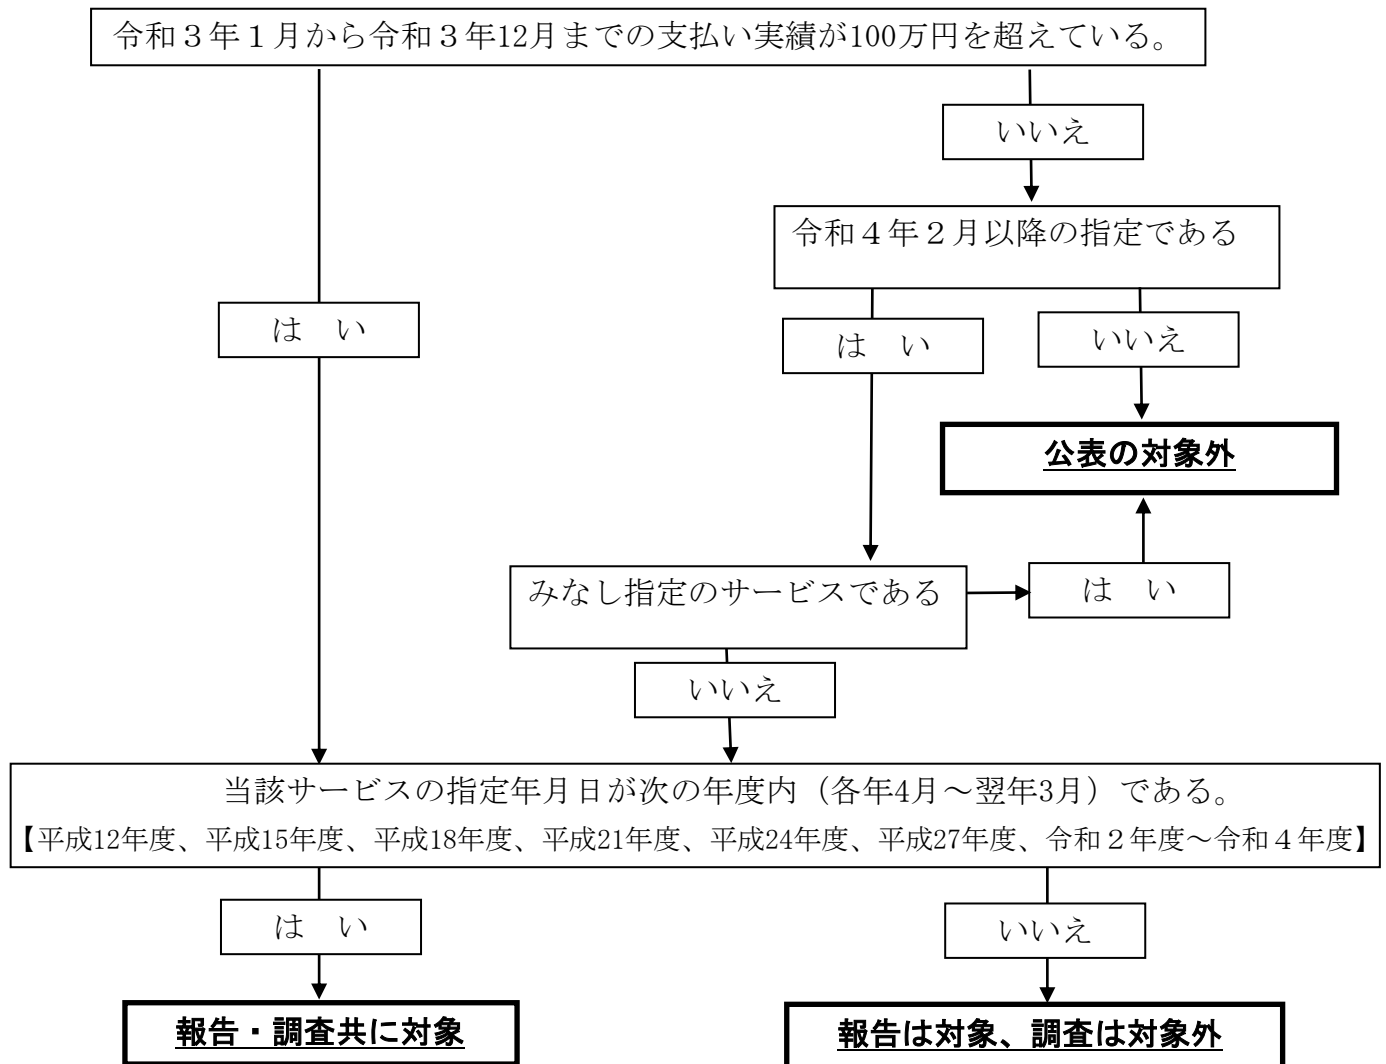 令和３年１月から令和３年12月までの支払い実績が100万円を超えている。
いいえ
令和４年２月以降の指定である
は　い
は　い
いいえ
公表の対象外
みなし指定のサービスである
は　い
いいえ
当該サービスの指定年月日が次の年度内（各年4月～翌年3月）である。
【平成12年度、平成15年度、平成18年度、平成21年度、平成24年度、平成27年度、令和２年度～令和４年度】
は　い
いいえ
報告・調査共に対象
報告は対象、調査は対象外